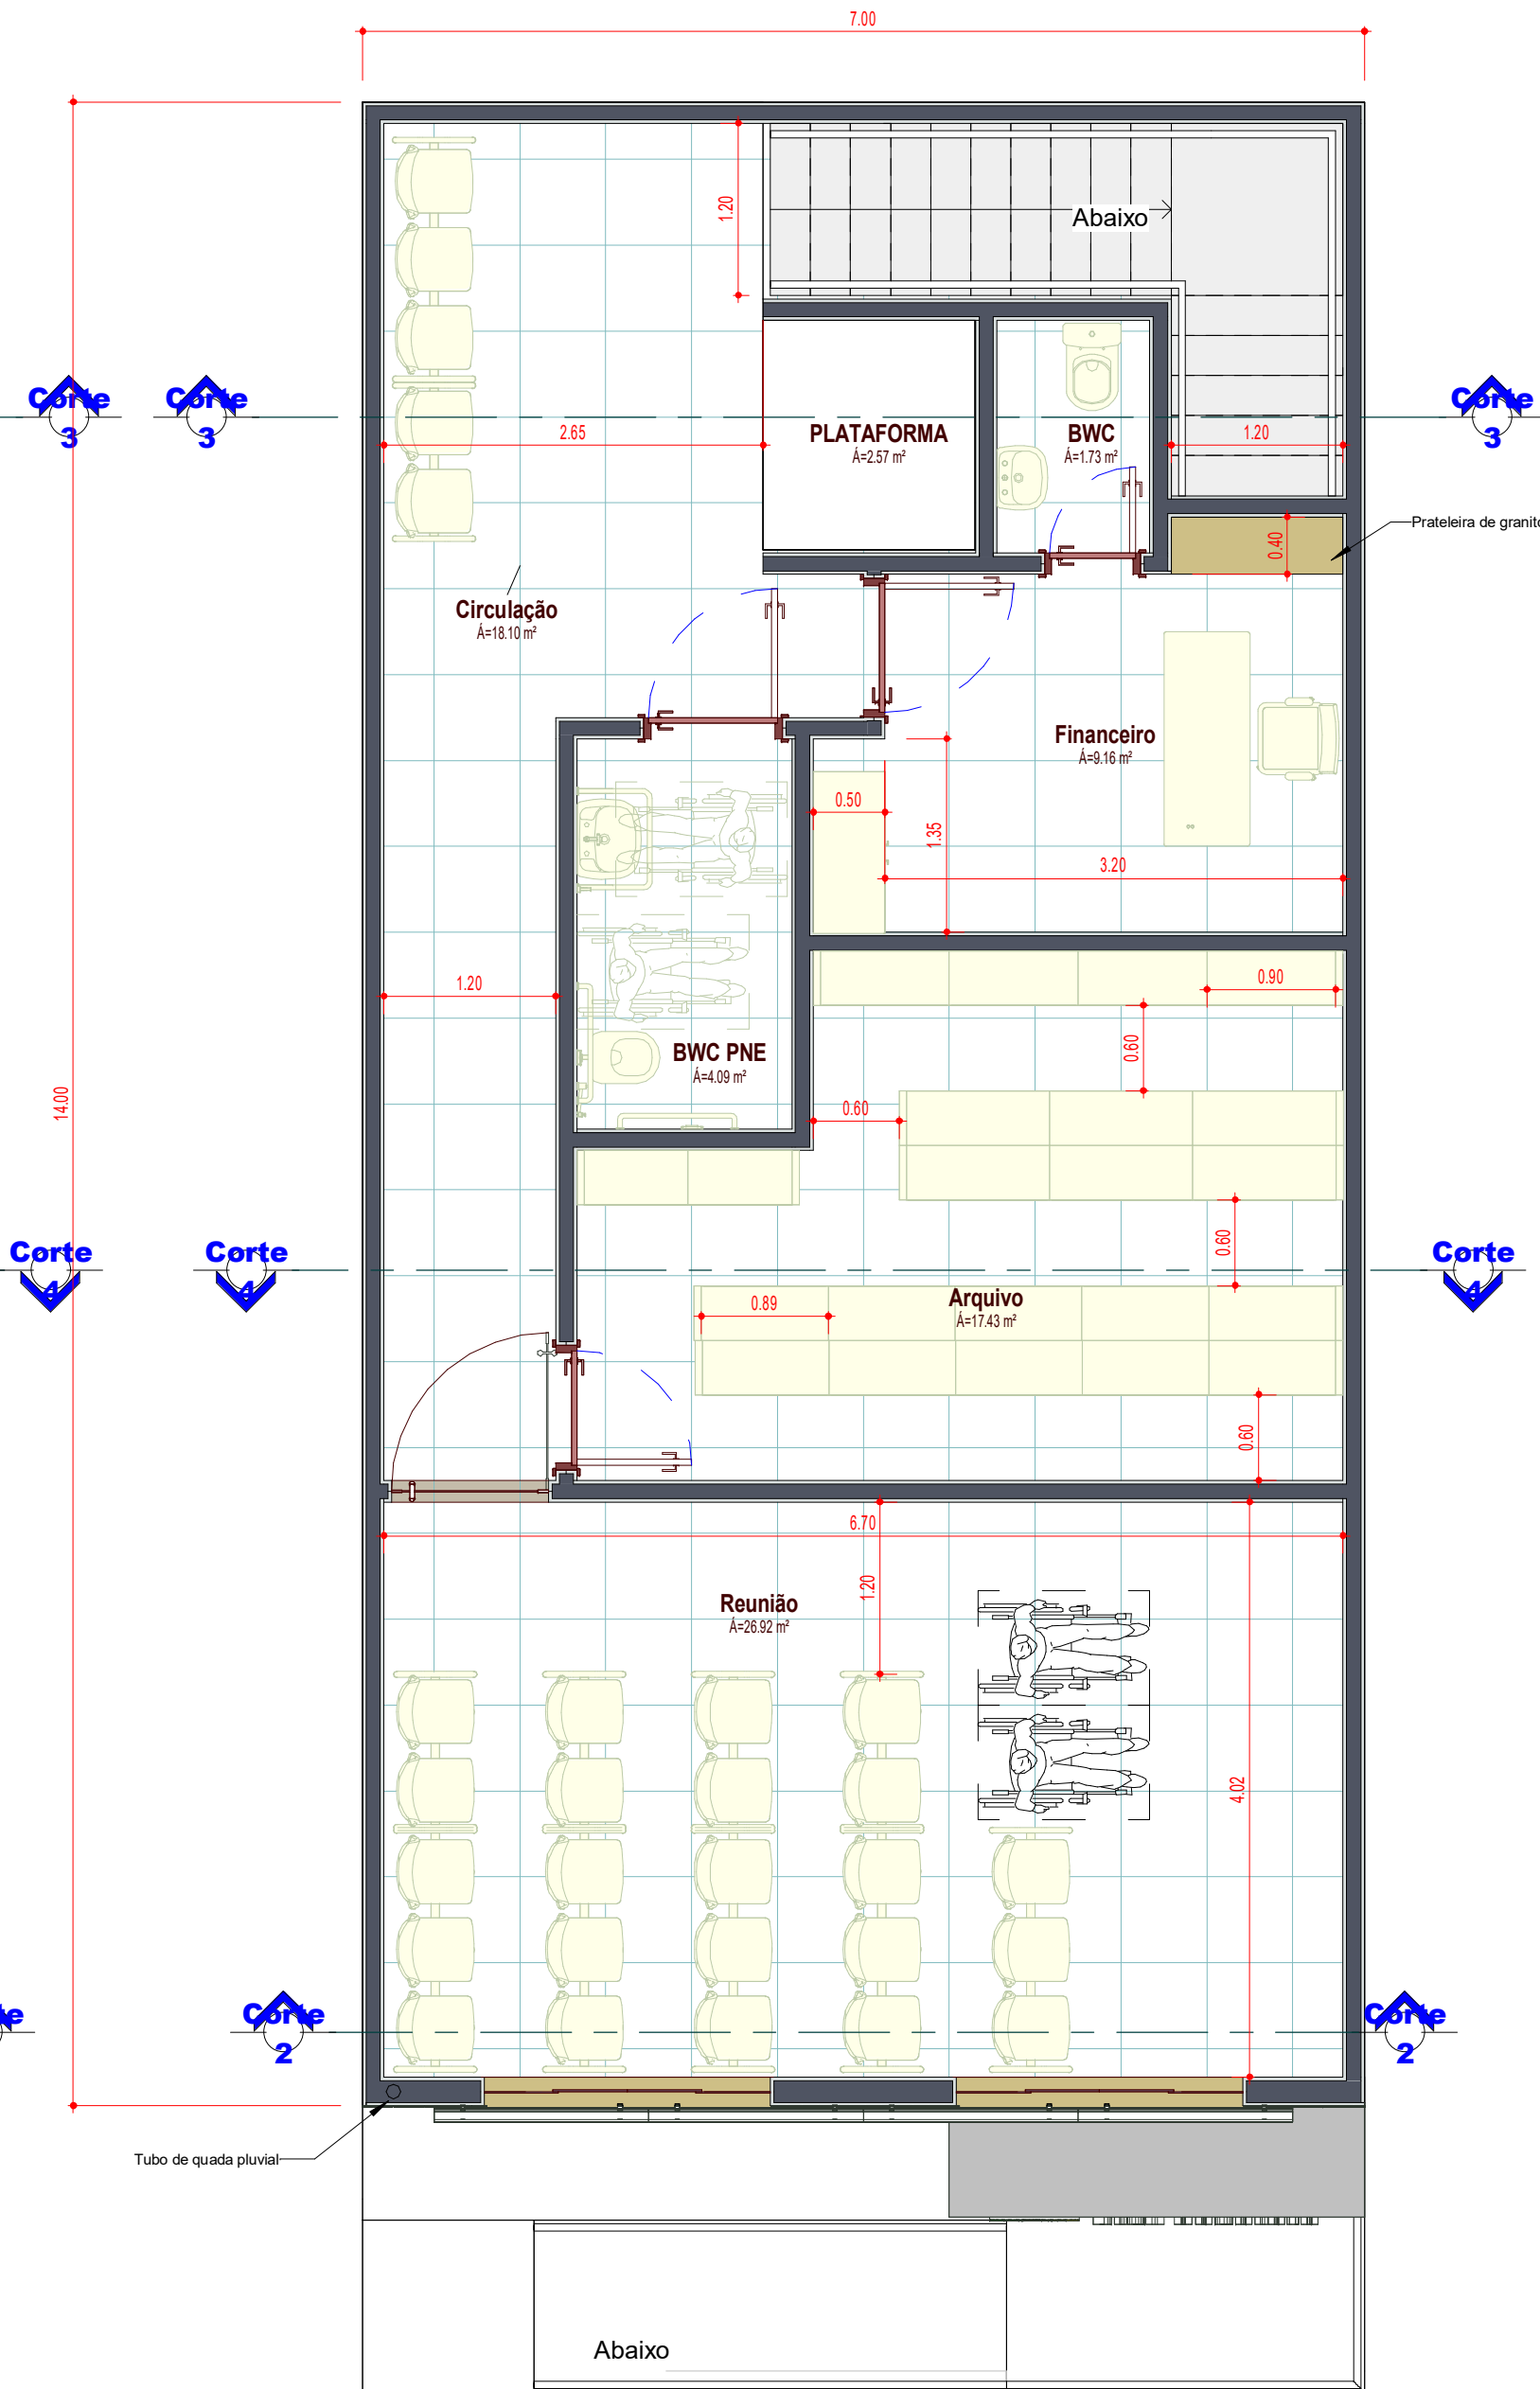 7.00
1.20
Abaixo
Corte
3
Corte
3
Corte
3
2.65
PLATAFORMA
Á=2.57 m²
BWC
Á=1.73 m²
1.20
Prateleira de granito
0.40
Circulação
Á=18.10 m²
Financeiro
Á=9.16 m²
0.50
1.35
3.20
1.20
0.90
0.60
BWC PNE
Á=4.09 m²
14.00
0.60
0.60
Corte
4
Corte
4
Corte
4
0.89
Arquivo
Á=17.43 m²
0.60
6.70
1.20
Reunião
Á=26.92 m²
4.02
Corte
2
Corte
2
Tubo de quada pluvial
Abaixo